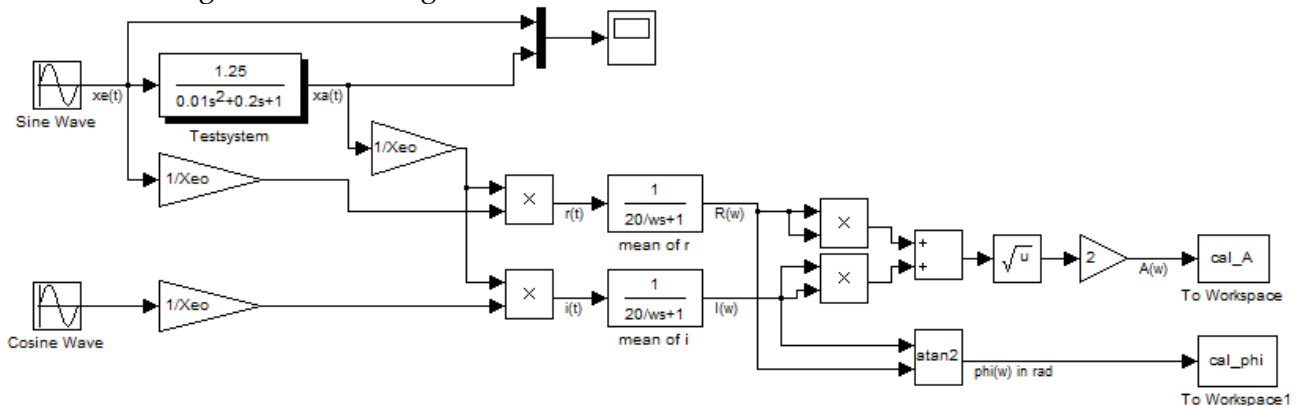 xe(t)
Sine Wave
1.25
0.01s2+0.2s+1
Testsystem
xa(t)
1/Xeo
1/Xeo
×
r(t)
1
20/ws+1
mean of r
R(w)
×
+
+
√u
2
A(w)
cal_A
To Workspace
Cosine Wave
1/Xeo
×
i(t)
1
20/ws+1
mean of i
I(w)
×
atan2
phi(w) in rad
cal_phi
To Workspace1